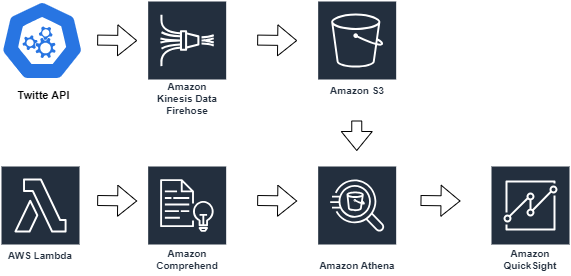 Twitte API
Amazon
Kinesis Data
Firehose
Amazon S3
AWS Lambda
Amazon
Comprehend
Amazon Athena
Amazon
QuickSight